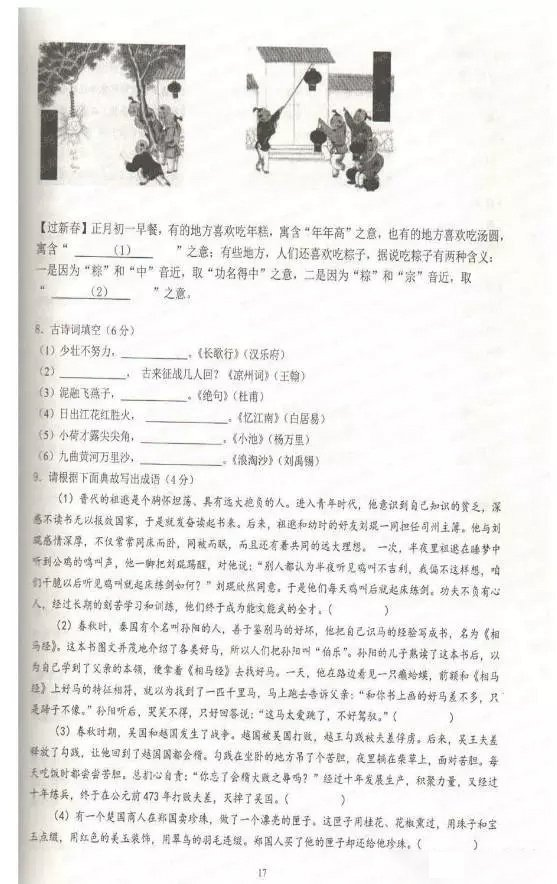 【过新春】正月初一早餐，有的地方喜欢吃年糕，寓含“年年高”之意，也有的地方喜欢吃汤圆，
寓含“ (1) ”之意；有些地方，人们还喜欢吃粽子，据说吃粽子有两种含义：
一是因为“粽”和“中”音近，取“功名得中”之意，二是因为“粽”和“宗”音近，取
“ (2) ”之意。
8. 古诗词填空（6分）
（1）少壮不努力，__________。《长歌行》（汉乐府）
（2）__________，古来征战几人回？《凉州词》（王翰）
（3）泥融飞燕子，__________。《绝句》（杜甫）
（4）日出江花红胜火，__________。《忆江南》（白居易）
（5）小荷才露尖尖角，__________。《小池》（杨万里）
（6）九曲黄河万里沙，__________。《浪淘沙》（刘禹锡）
9. 请根据下面典故写出成语（4分）
（1）晋代的祖逖是个胸怀坦荡、具有远大抱负的人。进入青年时代，他意识到自己知识的贫乏，深
感不读书无以报效国家，于是就发奋读起书来。后来，祖逖和幼时的好友刘琨一同担任司州主簿。他与刘
琨感情深厚，不仅常常同床而卧，同被而眠，而且还有着共同的远大理想。 一次，半夜里祖逖在睡梦中
听到公鸡的鸣叫声，他一脚把刘琨踢醒，对他说：“别人都认为半夜听见鸡叫不吉利，我偏不这样想，咱
们干脆以后听见鸡叫就起床练剑如何？”刘琨欣然同意。于是他们每天鸡叫后就起床练剑。功夫不负有心
人，经过长期的刻苦学习和训练，他们终于成为能文能武的全才。（ ）
（2）春秋时，秦国有个名叫孙阳的人，善于鉴别马的好坏，他把自己识马的经验写成书，名为《相
马经》。这本书图文并茂地介绍了各类好马，所以人们把孙阳叫“伯乐”。孙阳的儿子熟读了这本书后，以
为自己学到了父亲的本领，便拿着《相马经》去找好马。一天，他在路边看见一只癞蛤蟆，前额和《相马
经》上好马的特征相符，就以为找到了一匹千里马，马上跑去告诉父亲：“和你书上画的好马差不多，只
是蹄子不像。”孙阳听后，哭笑不得，只好回答说：“这马太爱跳了，不好驾驭。”（ ）
（3）春秋时期，吴国和越国发生了战争。越国被吴国打败，越王勾践被夫差俘虏。后来，吴王夫差
释放了勾践，让他回到了越国国都会稽。勾践在坐卧的地方吊了个苦胆，夜里躺在柴草上，面对苦胆。每
天吃饭时都尝尝苦胆。总扪心自责：“你忘了会稽大败之辱吗？”经过十年发展生产，积聚力量，又经过
十年练兵，终于在公元前473年打败夫差，灭掉了吴国。（ ）
（4）有一个楚国商人在郑国卖珍珠，做了一个漂亮的匣子。这匣子用桂花、花椒熏过，用珠子和宝
玉点缀，用红色的美玉装饰，用翠鸟的羽毛连缀。郑国人买了他的匣子却还给他珍珠。（ ）
17